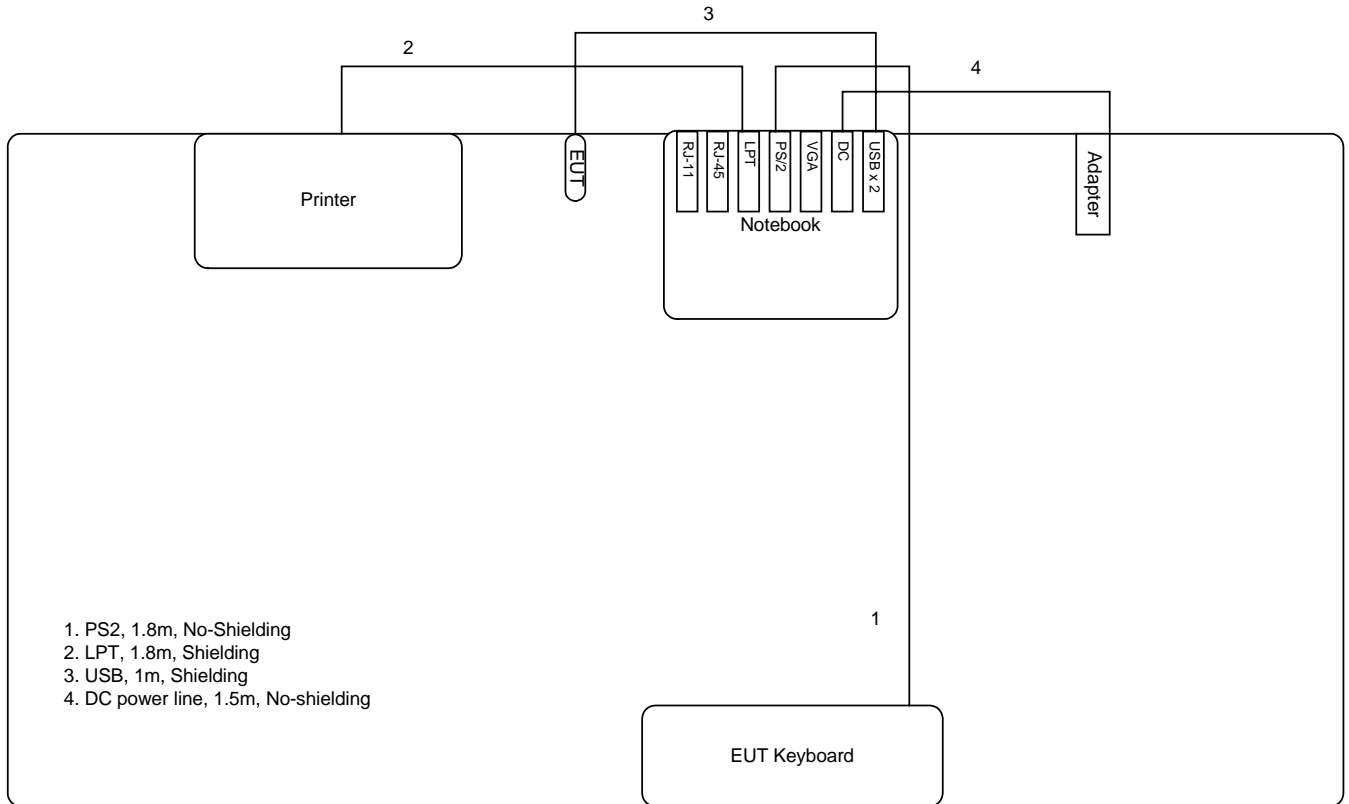 3
2
4
EUT
RJ-11
RJ-45
LPT
PS/2
VGA
DC
USB x 2
Adapter
Printer
Notebook
1
1. PS2, 1.8m, No-Shielding
2. LPT, 1.8m, Shielding
3. USB, 1m, Shielding
4. DC power line, 1.5m, No-shielding
EUT Keyboard